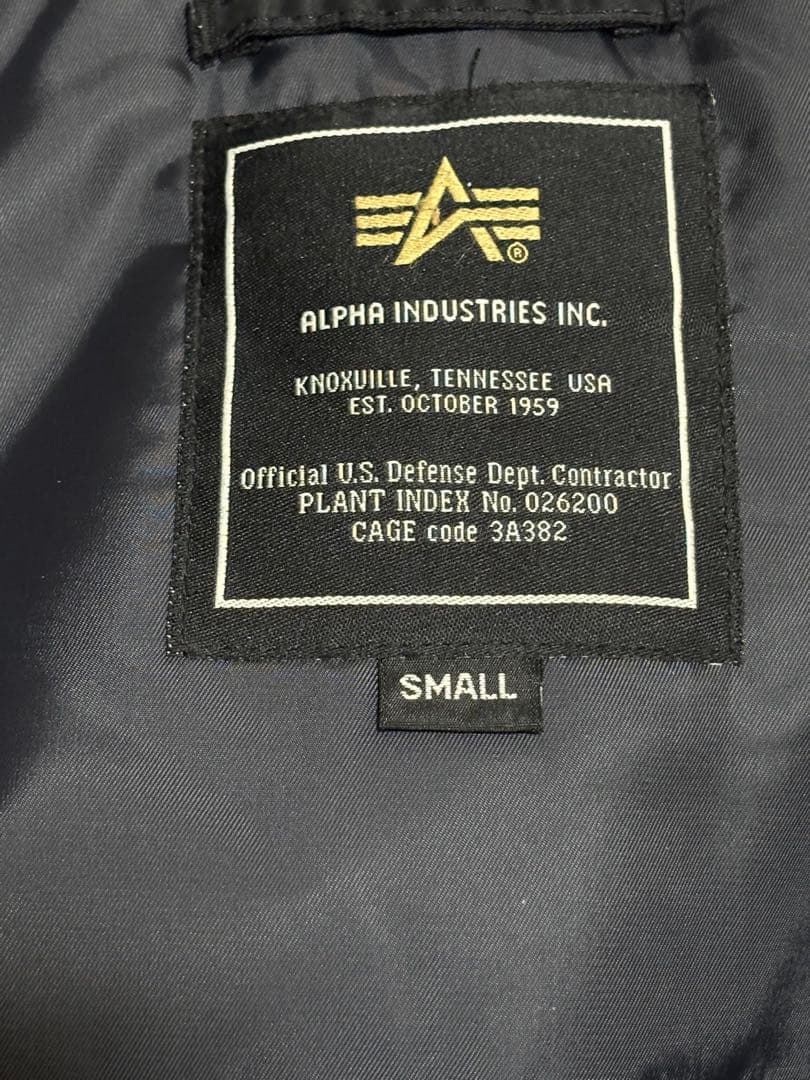 ®
ALPHA INDUSTRIES INC.
KNOXVILLE, TENNESSEE USA
EST. OCTOBER 1959
Official U.S. Defense Dept. Contractor
PLANT INDEX No. 026200
CAGE code 3A382
SMALL